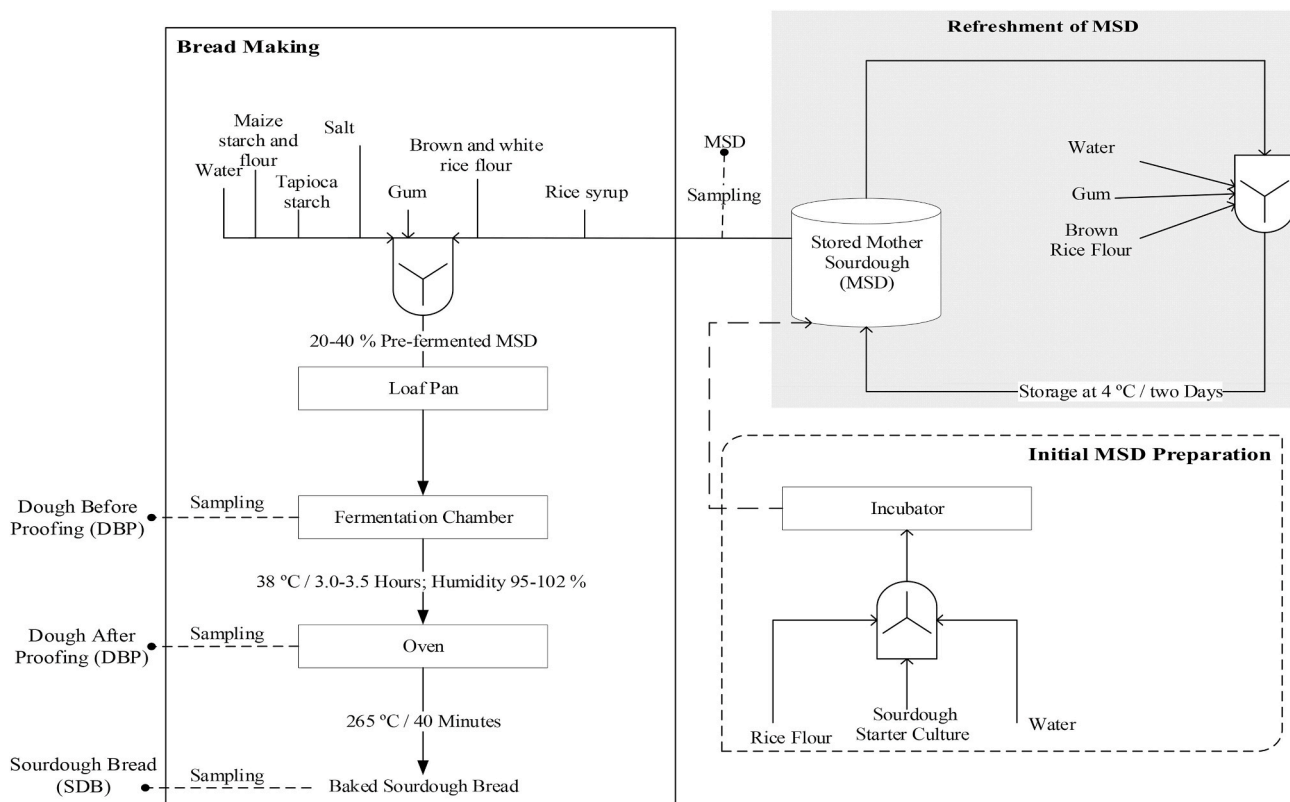 Bread Making
Water
Maize
starch and
flour
Tapioca
starch
Salt
Gum
Brown and white
rice flour
Rice syrup
MSD
Sampling
20-40 % Pre-fermented MSD
Loaf Pan
Dough Before
Proofing (DBP)
Sampling
Fermentation Chamber
38 ºC / 3.0-3.5 Hours; Humidity 95-102 %
Dough After
Proofing (DBP)
Sampling
Oven
265 ºC / 40 Minutes
Sourdough Bread
(SDB)
Sampling
Baked Sourdough Bread
Refreshment of MSD
Water
Gum
Brown
Rice Flour
Stored Mother
Sourdough
(MSD)
Storage at 4 ºC / two Days
Initial MSD Preparation
Incubator
Rice Flour
Sourdough
Starter Culture
Water